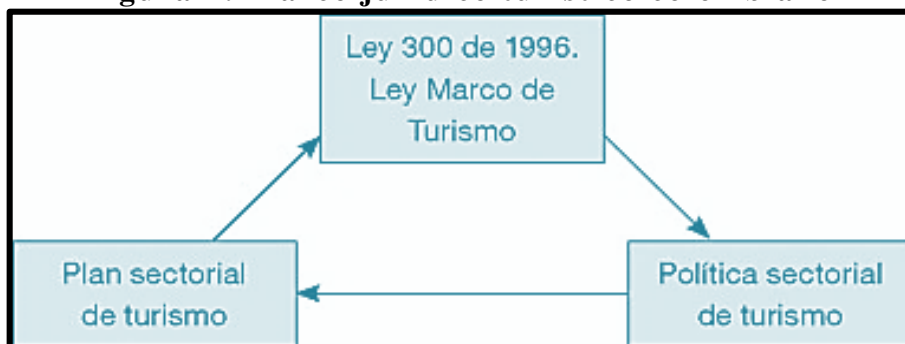 Ley 300 de 1996.
Ley Marco de
Turismo
Plan sectorial
de turismo
Política sectorial
de turismo